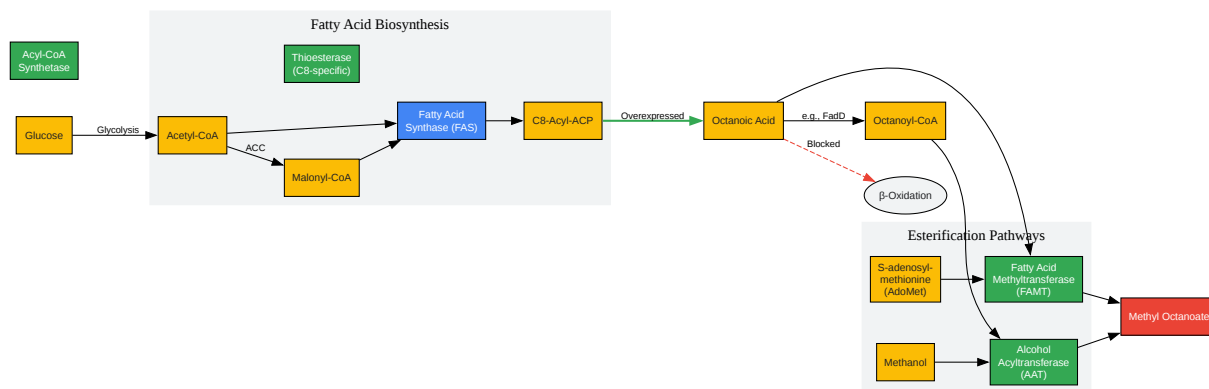 Fatty Acid Biosynthesis
Acyl-CoA
Synthetase
Thioesterase
(C8-specific)
Glucose
Glycolysis
Acetyl-CoA
ACC
Malonyl-CoA
Fatty Acid
Synthase (FAS)
C8-Acyl-ACP
Overexpressed
Octanoic Acid
e.g., FadD
Octanoyl-CoA
Blocked
β-Oxidation
Esterification Pathways
S-adenosyl-
methionine
(AdoMet)
Fatty Acid
Methyltransferase
(FAMT)
Methyl Octanoate
Methanol
Alcohol
Acyltransferase
(AAT)